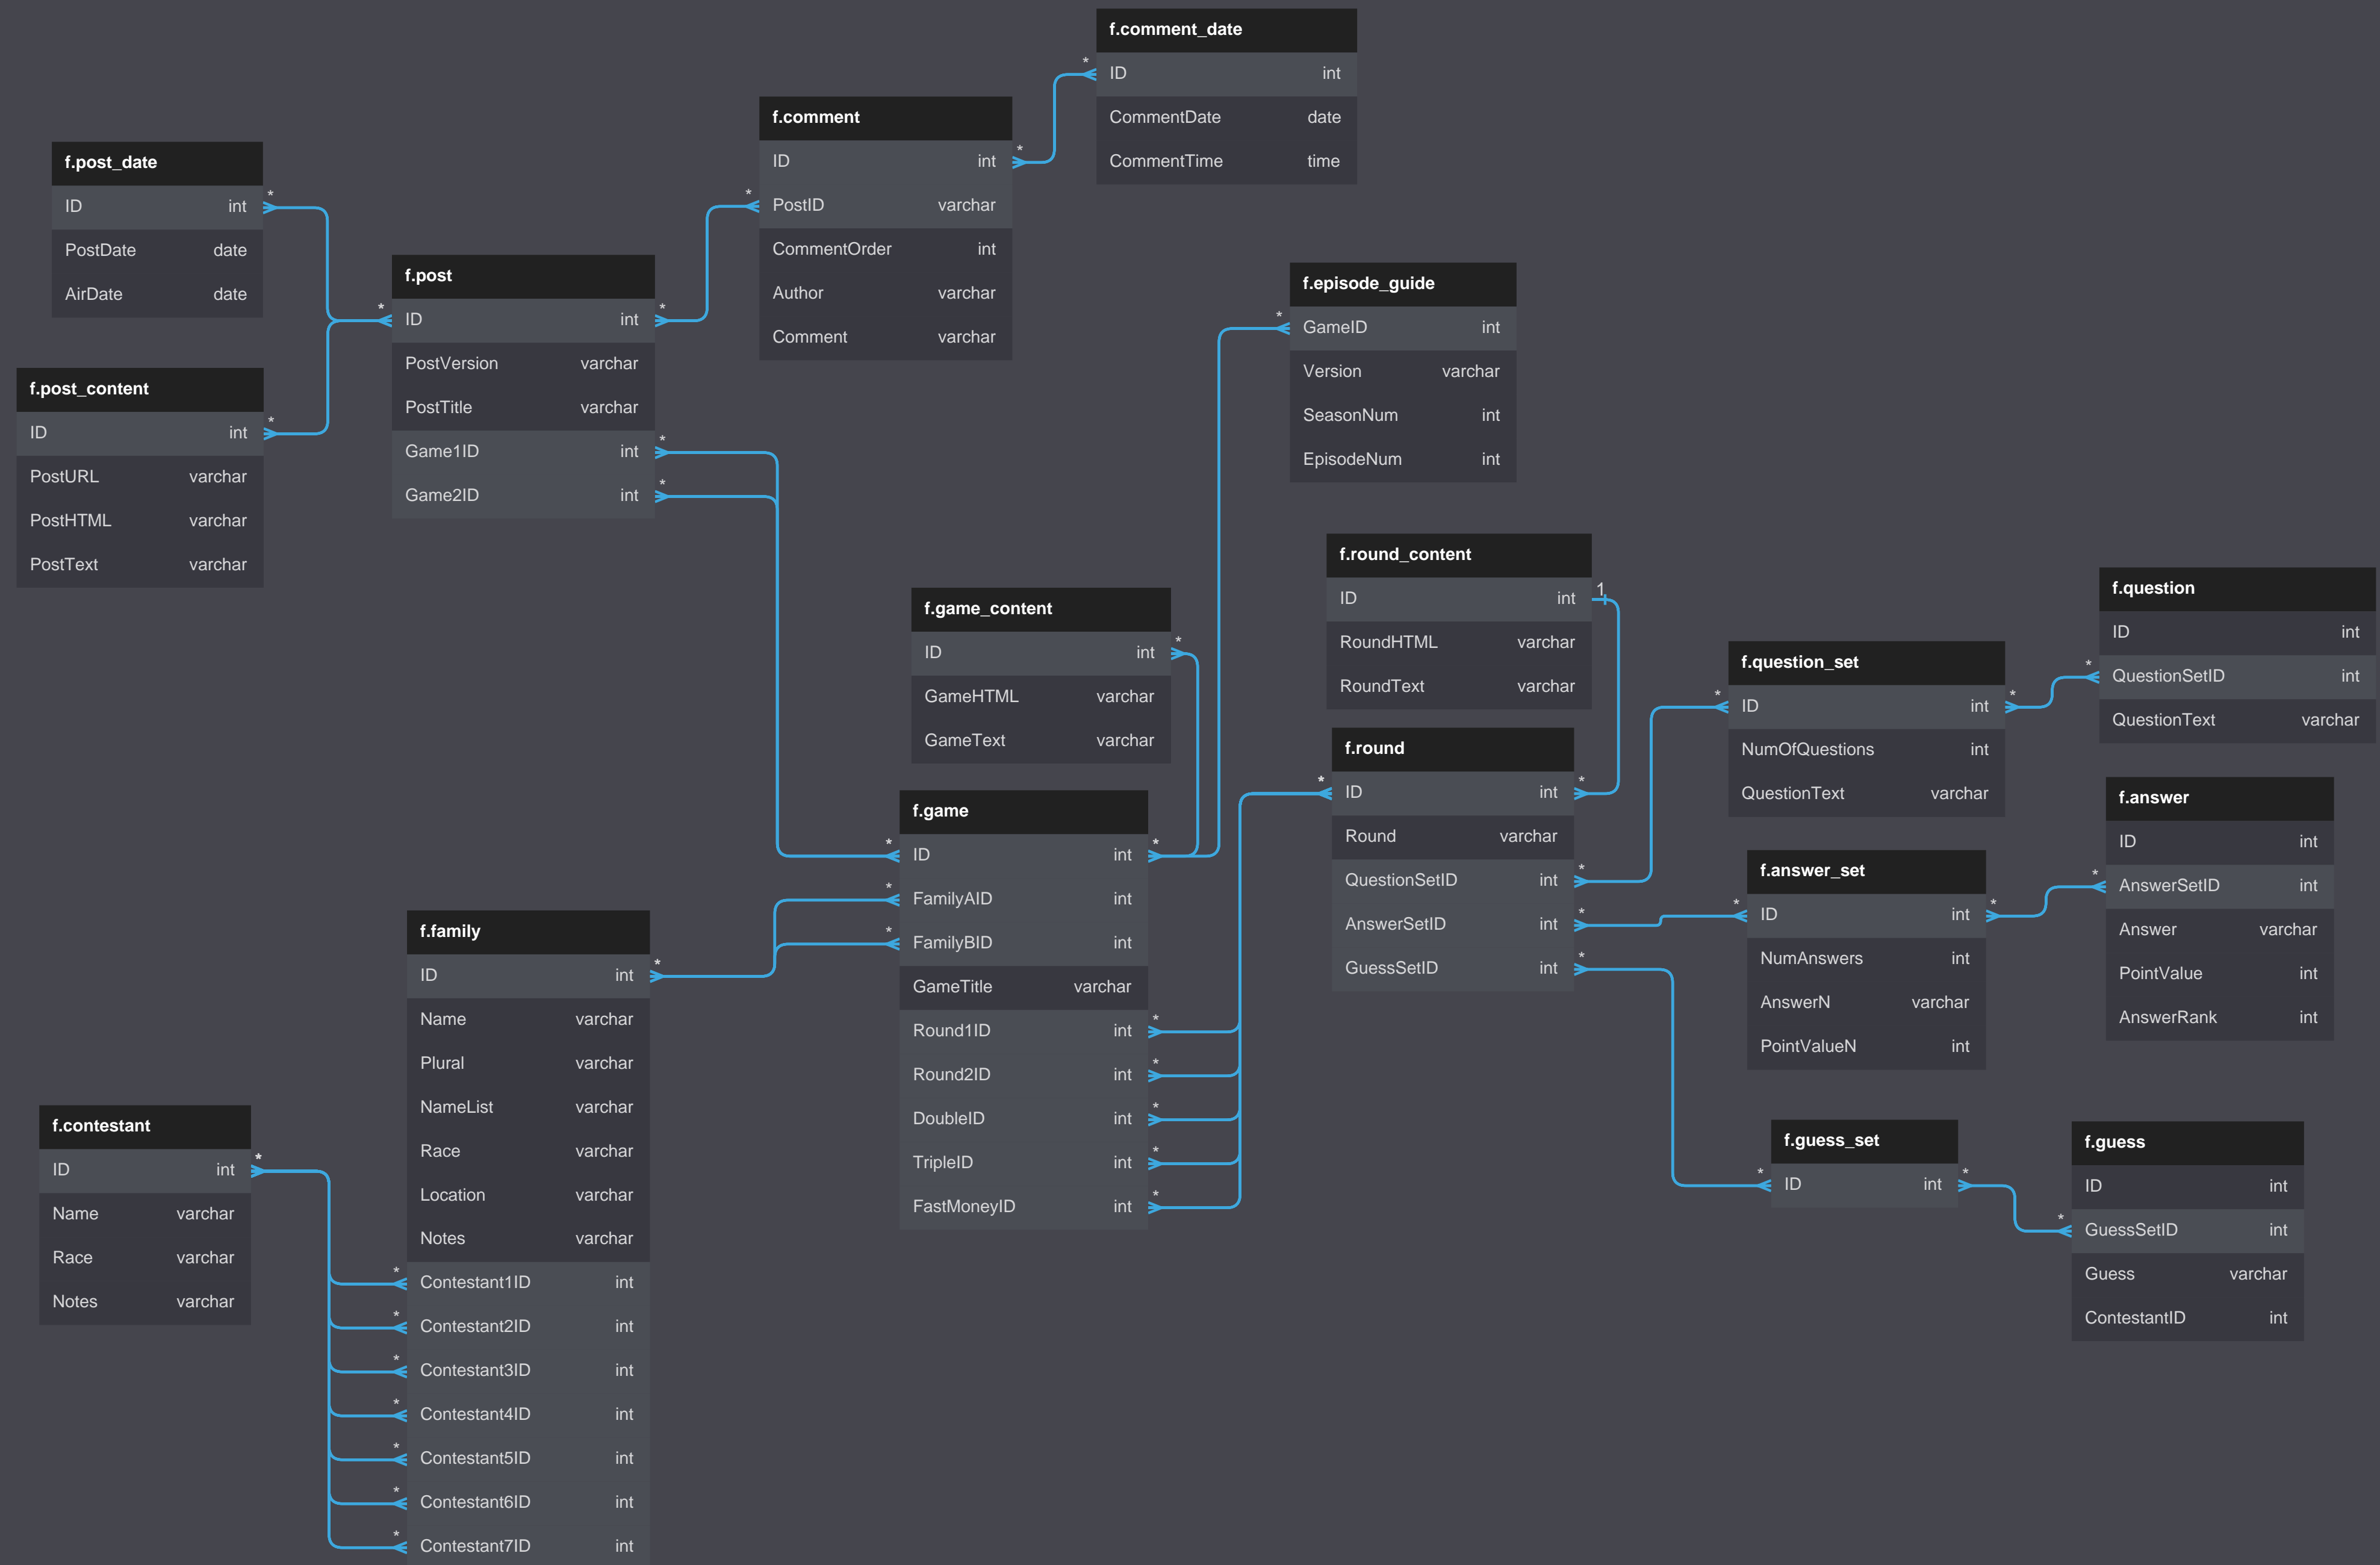 f.comment_date
ID int
CommentDate date
CommentTime time
f.comment
ID int
PostID varchar
CommentOrder int
Author varchar
Comment varchar
f.post_date
ID int
PostDate date
AirDate date
f.post
ID int
PostVersion varchar
PostTitle varchar
Game1ID int
Game2ID int
f.post_content
ID int
PostURL varchar
PostHTML varchar
PostText varchar
f.episode_guide
GameID int
Version varchar
SeasonNum int
EpisodeNum int
f.round_content
ID int
RoundHTML varchar
RoundText varchar
1
f.game_content
ID int
GameHTML varchar
GameText varchar
f.question
ID int
QuestionSetID int
QuestionText varchar
f.question_set
ID int
NumOfQuestions int
QuestionText varchar
f.round
ID int
Round varchar
QuestionSetID int
AnswerSetID int
GuessSetID int
f.answer
ID int
AnswerSetID int
Answer varchar
PointValue int
AnswerRank int
f.answer_set
ID int
NumAnswers int
AnswerN varchar
PointValueN int
f.game
ID int
FamilyAID int
FamilyBID int
GameTitle varchar
Round1ID int
Round2ID int
DoubleID int
TripleID int
FastMoneyID int
f.family
ID int
Name varchar
Plural varchar
NameList varchar
Race varchar
Location varchar
Notes varchar
Contestant1ID int
Contestant2ID int
Contestant3ID int
Contestant4ID int
Contestant5ID int
Contestant6ID int
Contestant7ID int
f.contestant
ID int
Name varchar
Race varchar
Notes varchar
f.guess_set
ID int
f.guess
ID int
GuessSetID int
Guess varchar
ContestantID int